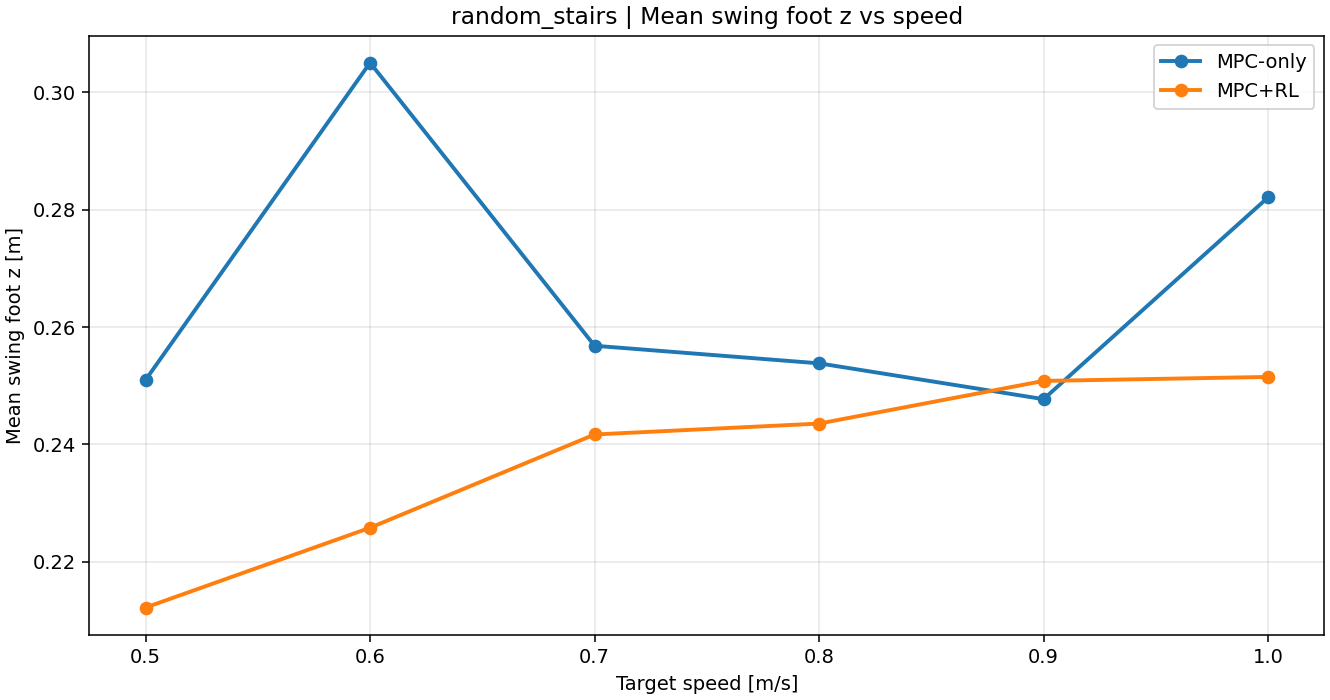 random_stairs | Mean swing foot z vs speed
MPC-only
MPC+RL
Mean swing foot z [m]
0.30
0.28
0.26
0.24
0.22
0.5 0.6 0.7 0.8 0.9 1.0
Target speed [m/s]